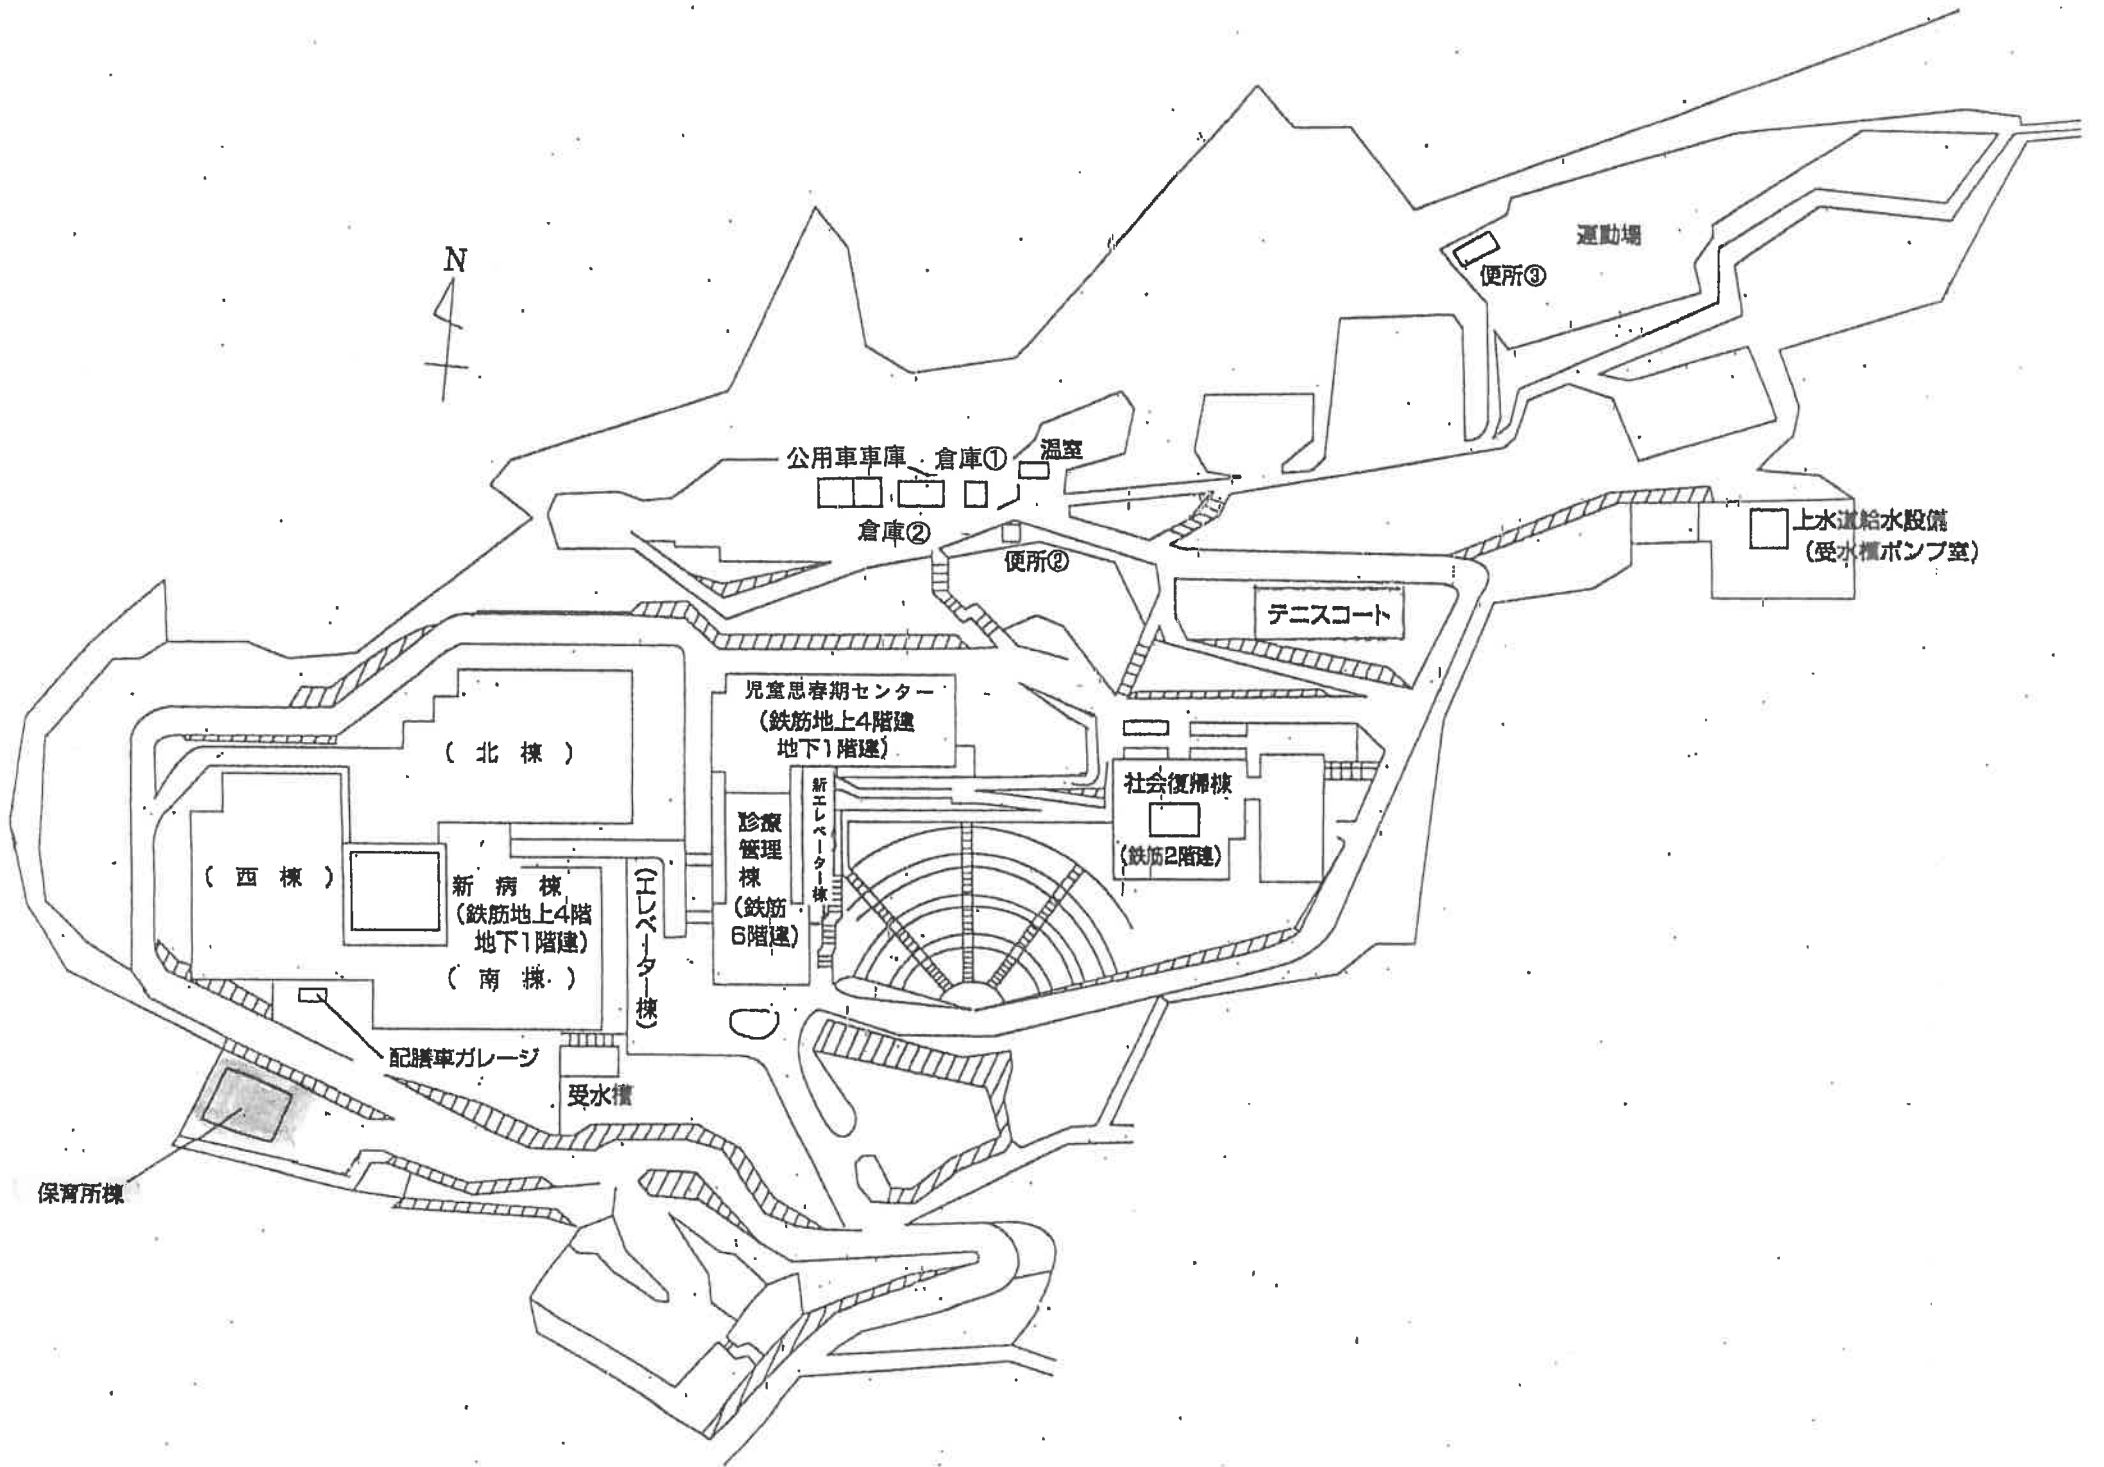 N
運動場
便所③
公用車車庫
倉庫①
温室
倉庫②
便所②
上水道給水設備
(受水槽ポンプ室)
テニスコート
児童思春期センター
(鉄筋地上4階建
地下1階建)
(北棟)
新エレベーター棟
診療
管理
棟
(鉄筋
6階建)
社会復帰棟
(鉄筋2階建)
(西棟)
新病棟
(鉄筋地上4階
地下1階建)
(南棟)
(エレベーター棟)
配膳車ガレージ
受水槽
保育所棟